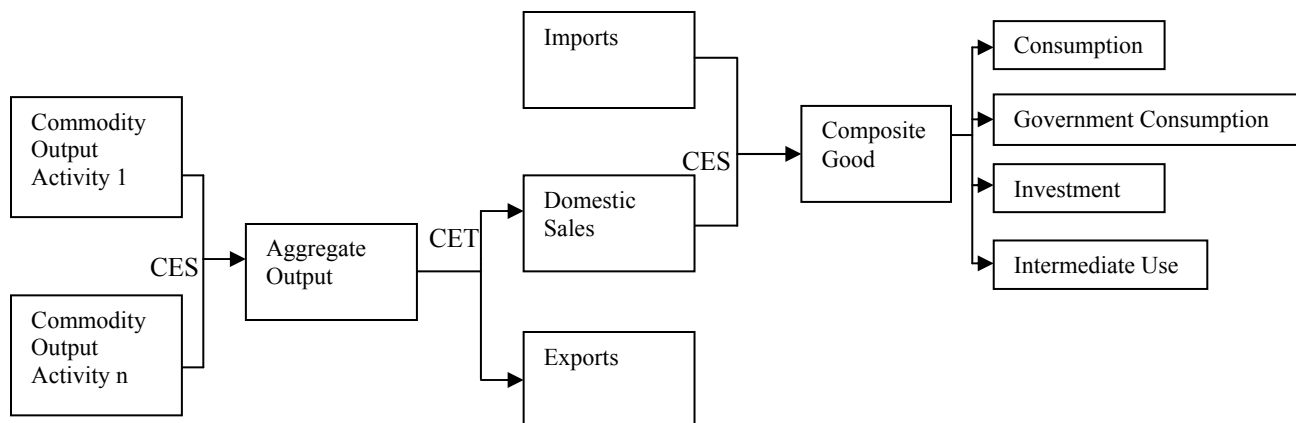 Commodity
Output
Activity 1
Commodity
Output
Activity n
CES
Aggregate
Output
CET
Imports
Domestic
Sales
Exports
CES
Composite
Good
Consumption
Government Consumption
Investment
Intermediate Use